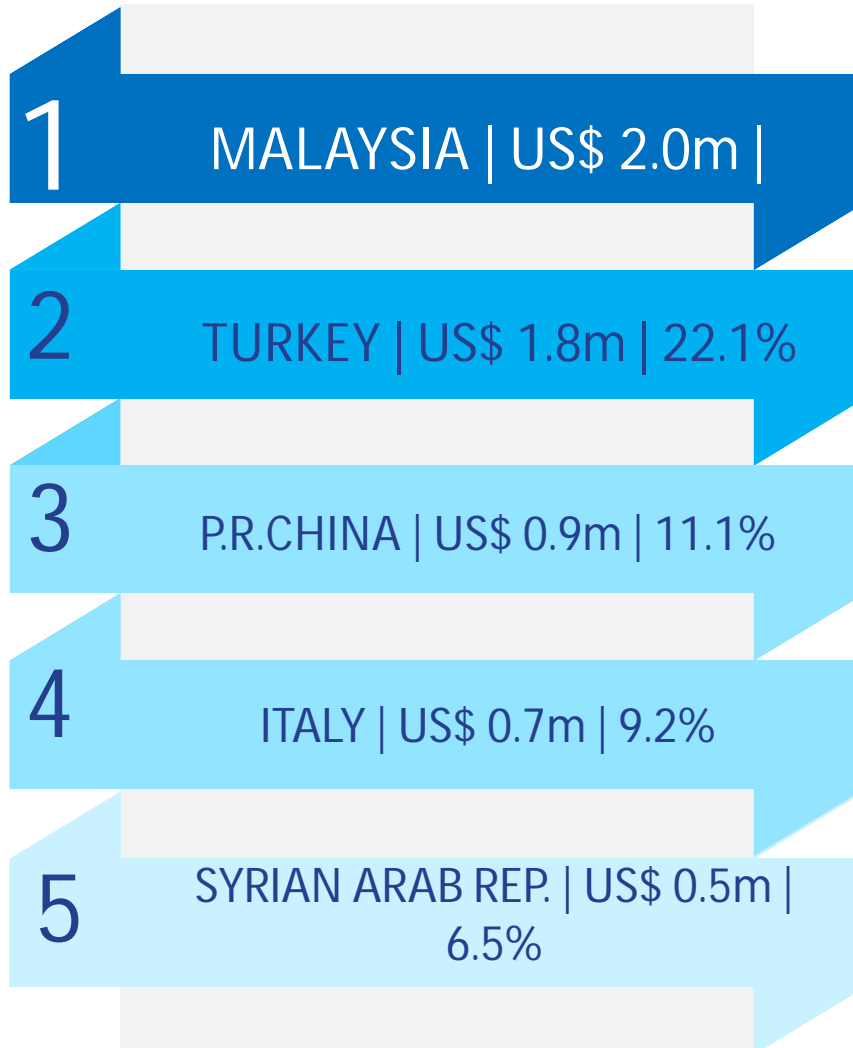 1
MALAYSIA | US$ 2.0m |
2
TURKEY | US$ 1.8m | 22.1%
3
P.R.CHINA | US$ 0.9m | 11.1%
4
ITALY | US$ 0.7m | 9.2%
5
SYRIAN ARAB REP. | US$ 0.5m |
6.5%